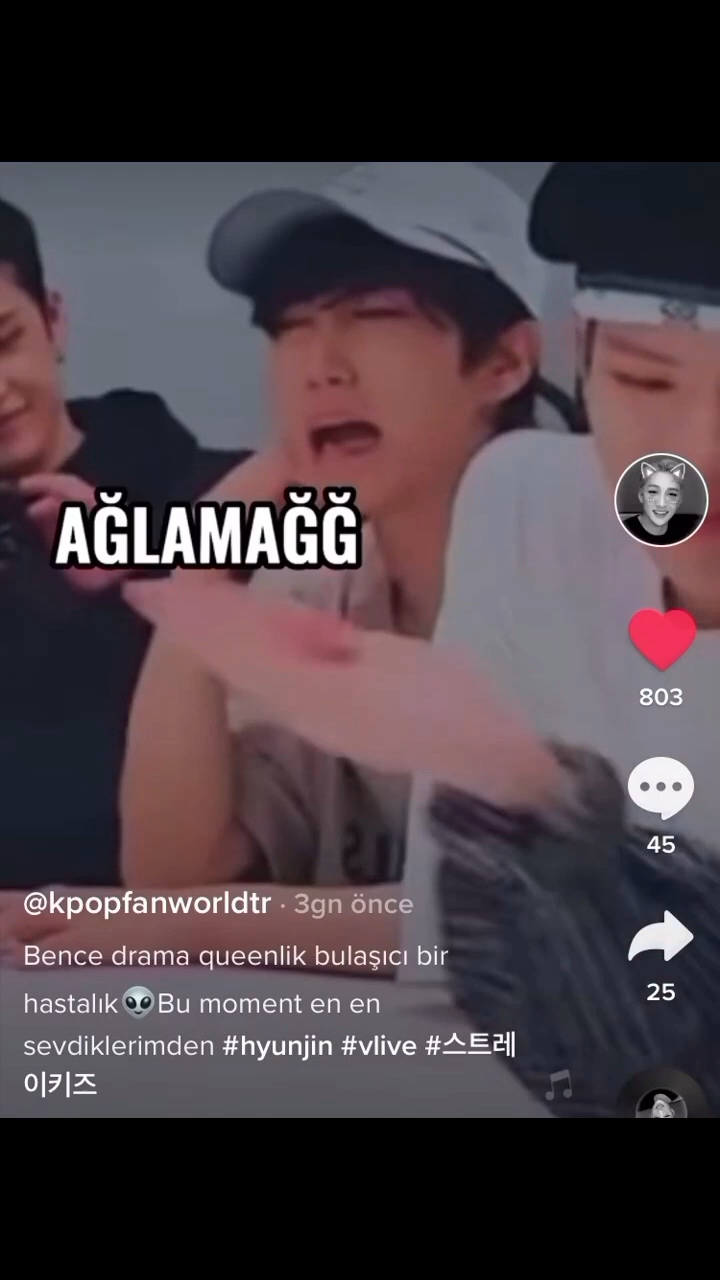 AĞLAMAĞĞ
803
45
@kpopfanworldtr · 3gn önce
25
Bence drama queenlik bulaşıcı bir
hastalık👽Bu moment en en
sevdiklerimden #hyunjin #vlive #스트레
이키즈